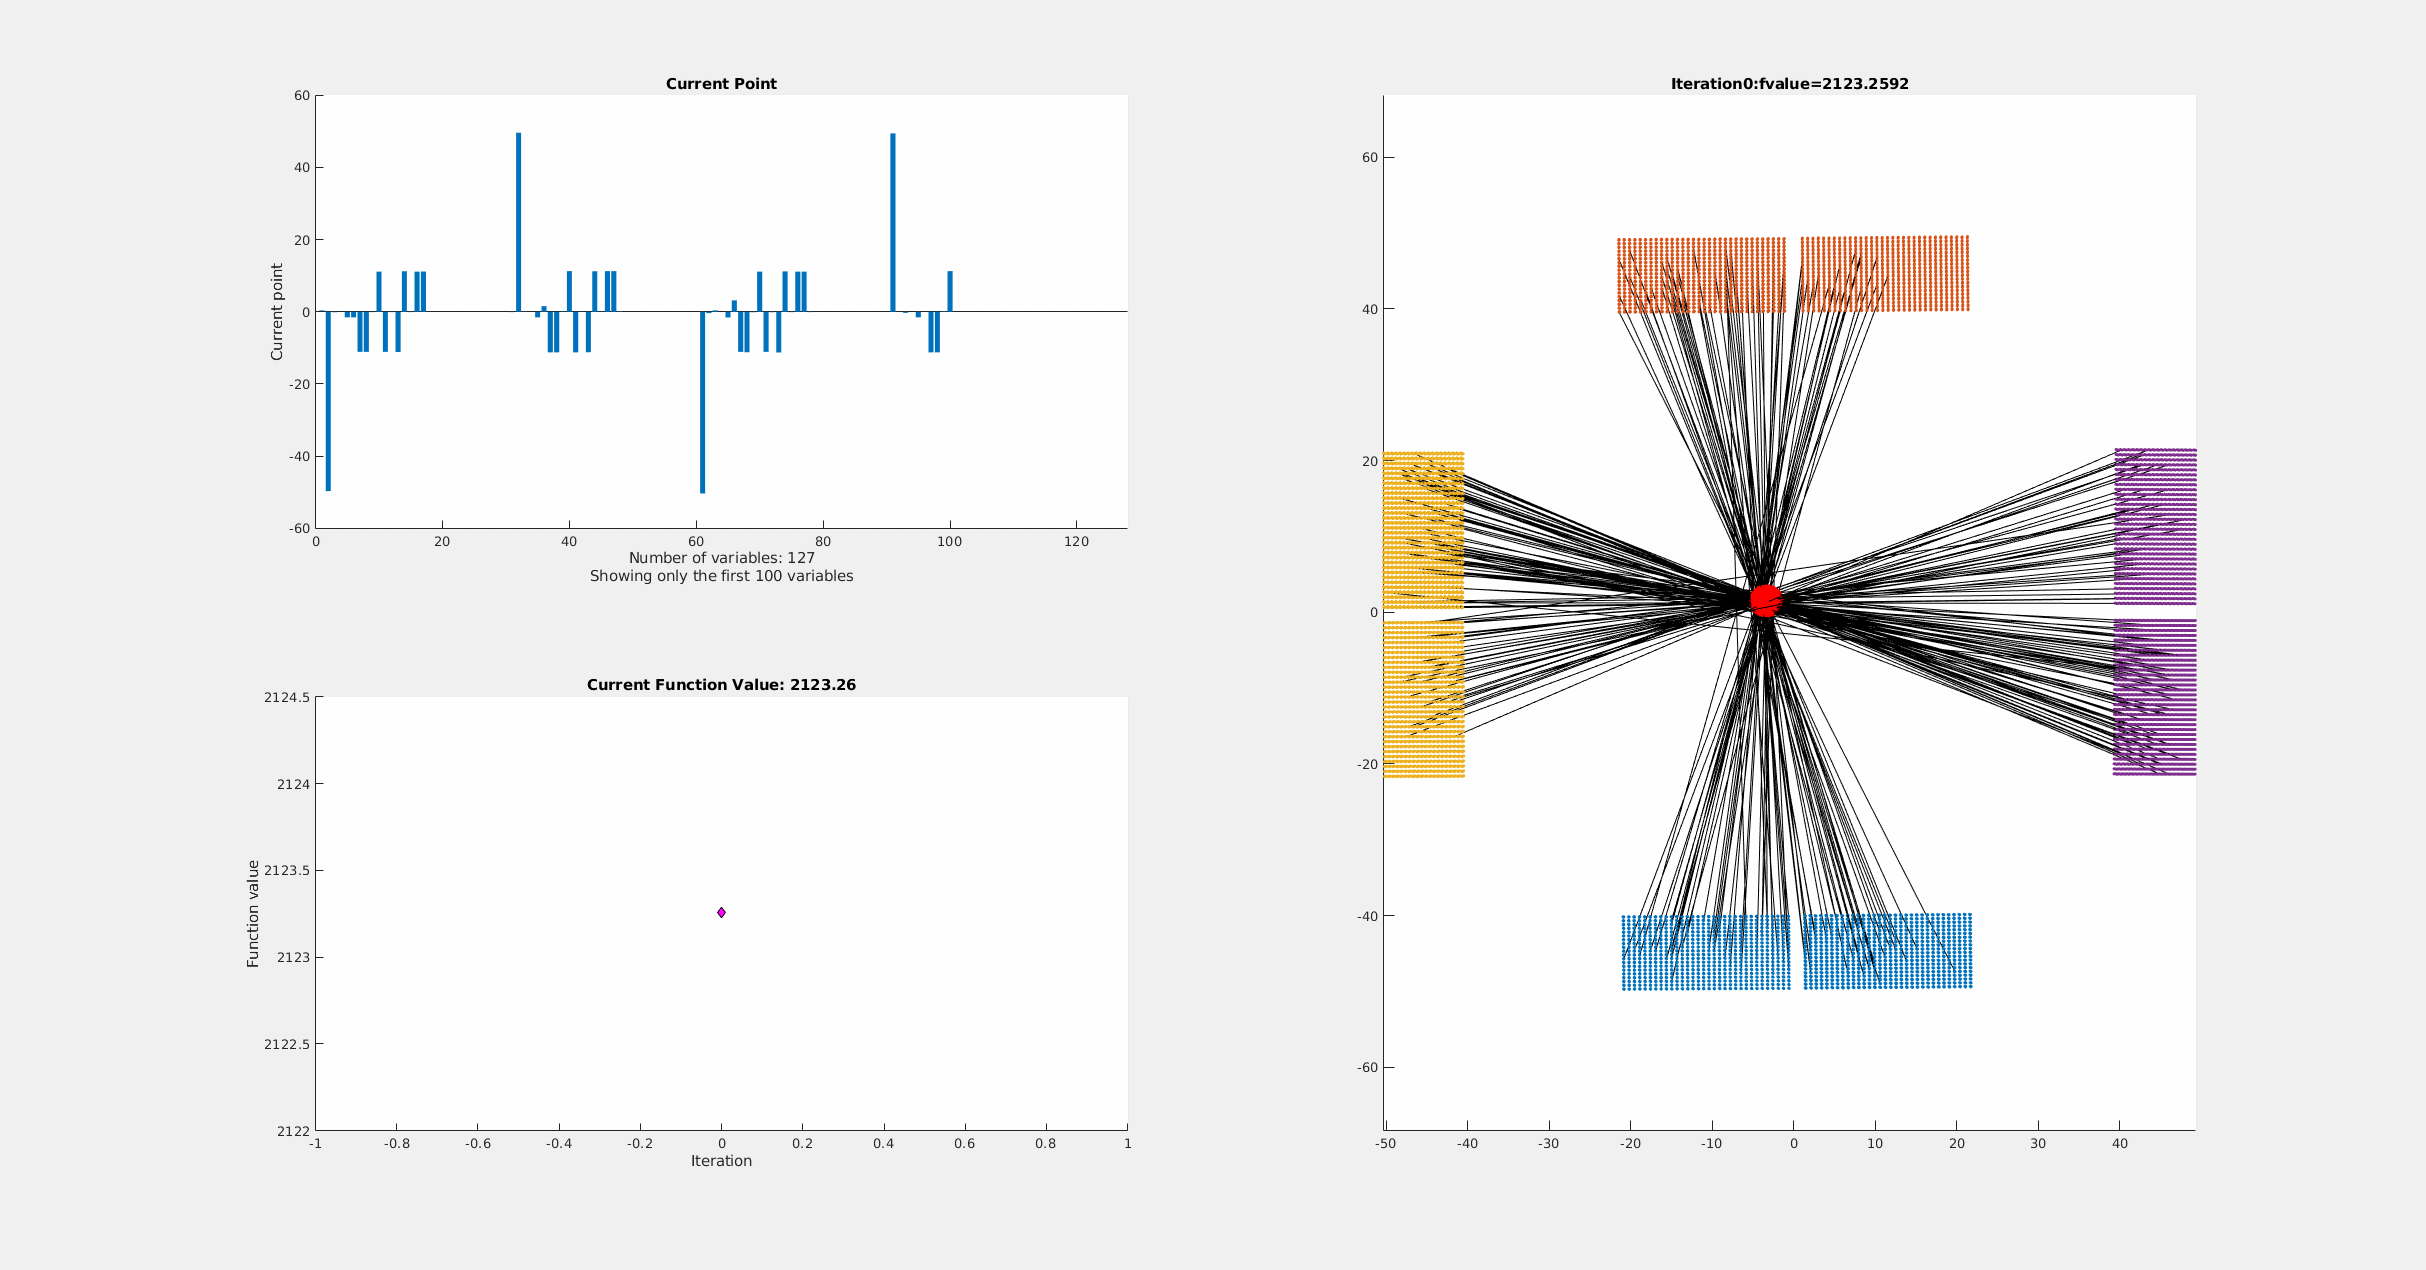 Current Point
60
40
20
0
-20
-40
-60
Current point
0 20 40 60 80 100 120
Number of variables: 127
Showing only the first 100 variables
Current Function Value: 2123.26
2124.5
2124
2123.5
2123
2122.5
2122
Function value
-1 -0.8 -0.6 -0.4 -0.2 0 0.2 0.4 0.6 0.8 1
Iteration
Iteration0:fvalue=2123.2592
60
40
20
0
-20
-40
-60
-50 -40 -30 -20 -10 0 10 20 30 40